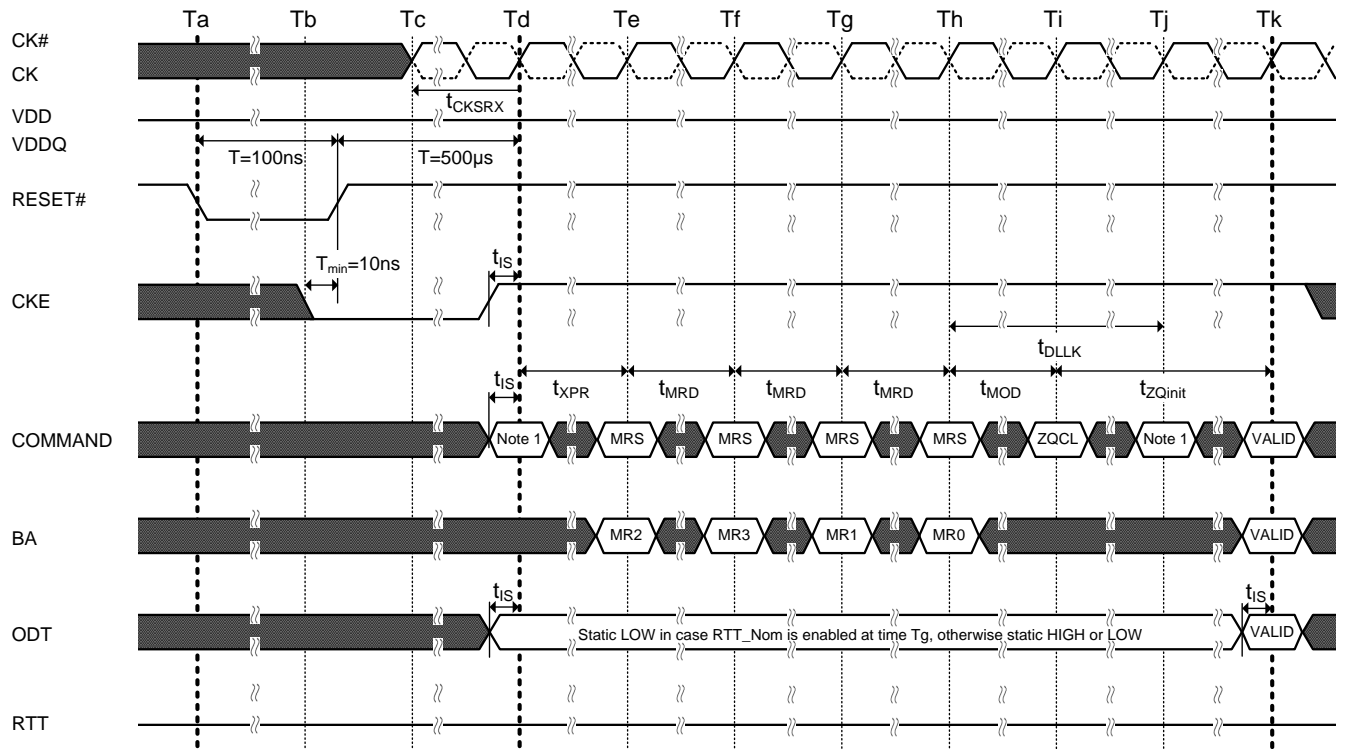 Ta Tb Tc Td Te Tf Tg Th Ti Tj Tk
CK#
CK
tCKSRX
VDD
VDDQ
T=100ns T=500µs
RESET#
Tmin=10ns tIS
CKE
tDLLK
tIS tXPR tMRD tMRD tMRD tMOD tZQinit
COMMAND Note 1 MRS MRS MRS MRS ZQCL Note 1 VALID
BA MR2 MR3 MR1 MR0 VALID
tIS tIS
ODT Static LOW in case RTT_Nom is enabled at time Tg, otherwise static HIGH or LOW VALID
RTT